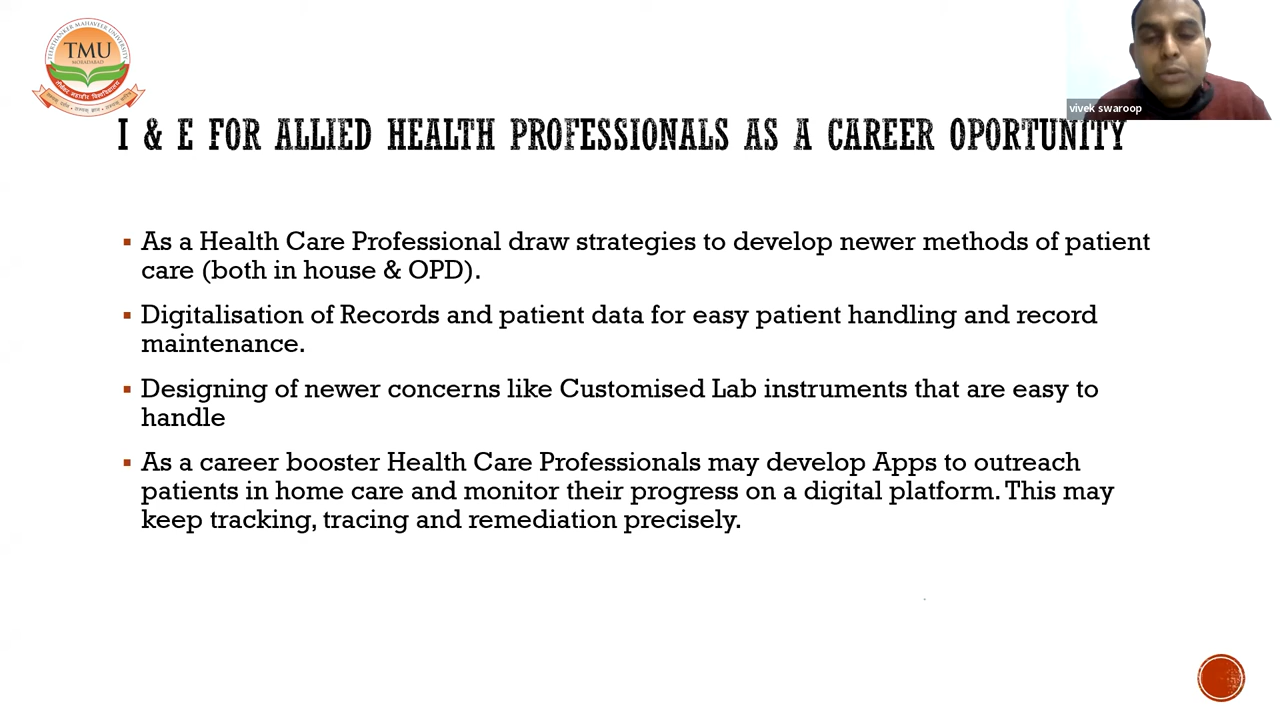 TEERTHANKER MAHAVEER UNIVERSITY
TMU
MORADABAD
vivek swaroop
I & E FOR ALLIED HEALTH PROFESSIONALS AS A CAREER OPORTUNITY
As a Health Care Professional draw strategies to develop newer methods of patient
care (both in house & OPD).
Digitalisation of Records and patient data for easy patient handling and record
maintenance.
Designing of newer concerns like Customised Lab instruments that are easy to
handle
As a career booster Health Care Professionals may develop Apps to outreach
patients in home care and monitor their progress on a digital platform. This may
keep tracking, tracing and remediation precisely.